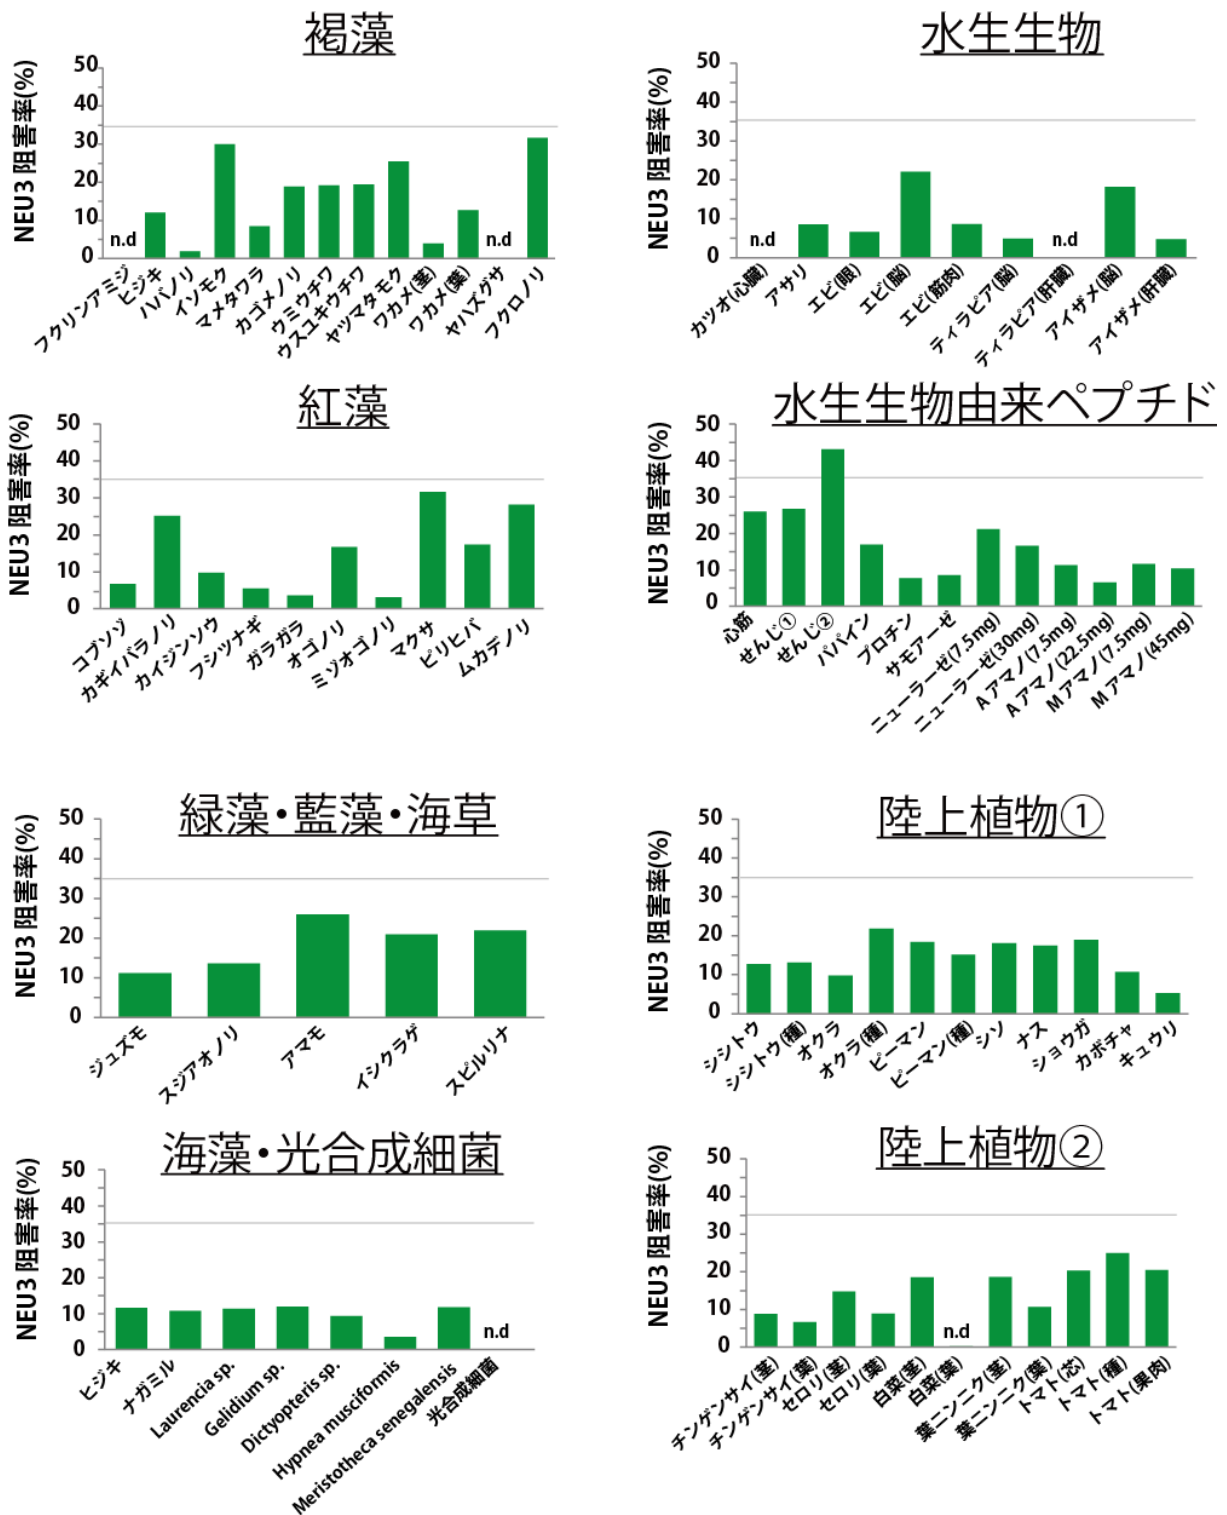 褐藻
NEU3 阻害率(%)
50
40
30
20
10
0
n.d
n.d
フクリンアミジ
ヒジキ
ハバノリ
イソモク
マメタワラ
カゴメノリ
ウミウチワ
ウスユキウチワ
ヤツマタモク
ワカメ(茎)
ワカメ(葉)
ヤハズグサ
フクロノリ
水生生物
NEU3 阻害率(%)
50
40
30
20
10
0
n.d
n.d
カツオ(心臓)
アサリ
エビ(眼)
エビ(脳)
エビ(筋肉)
ティラピア(脳)
ティラピア(肝臓)
アイザメ(脳)
アイザメ(肝臓)
紅藻
NEU3 阻害率(%)
50
40
30
20
10
0
コブソゾ
カギイバラノリ
カイジンソウ
フシツナギ
ガラガラ
オゴノリ
ミゾオゴノリ
マクサ
ピリヒバ
ムカデノリ
水生生物由来ペプチド
NEU3 阻害率(%)
50
40
30
20
10
0
心筋
せんじ①
せんじ②
パパイン
プロチン
サモアーゼ
ニューラーゼ(7.5mg)
ニューラーゼ(30mg)
A アマノ(7.5mg)
A アマノ(22.5mg)
M アマノ(7.5mg)
M アマノ(45mg)
緑藻・藍藻・海草
NEU3 阻害率(%)
50
40
30
20
10
0
ジュズモ
スジアオノリ
アマモ
イシクラゲ
スピルリナ
陸上植物①
NEU3 阻害率(%)
50
40
30
20
10
0
シシトウ
シシトウ(種)
オクラ
オクラ(種)
ピーマン
ピーマン(種)
シソ
ナス
ショウガ
カボチャ
キュウリ
海藻・光合成細菌
NEU3 阻害率(%)
50
40
30
20
10
0
n.d
ヒジキ
ナガミル
Laurencia sp.
Gelidium sp.
Dictyopteris sp.
Hypnea musciformis
Meristotheca senegalensis
光合成細菌
陸上植物②
NEU3 阻害率(%)
50
40
30
20
10
0
n.d
チンゲンサイ(茎)
チンゲンサイ(葉)
セロリ(茎)
セロリ(葉)
白菜(茎)
白菜(葉)
葉ニンニク(茎)
葉ニンニク(葉)
トマト(芯)
トマト(種)
トマト(果肉)